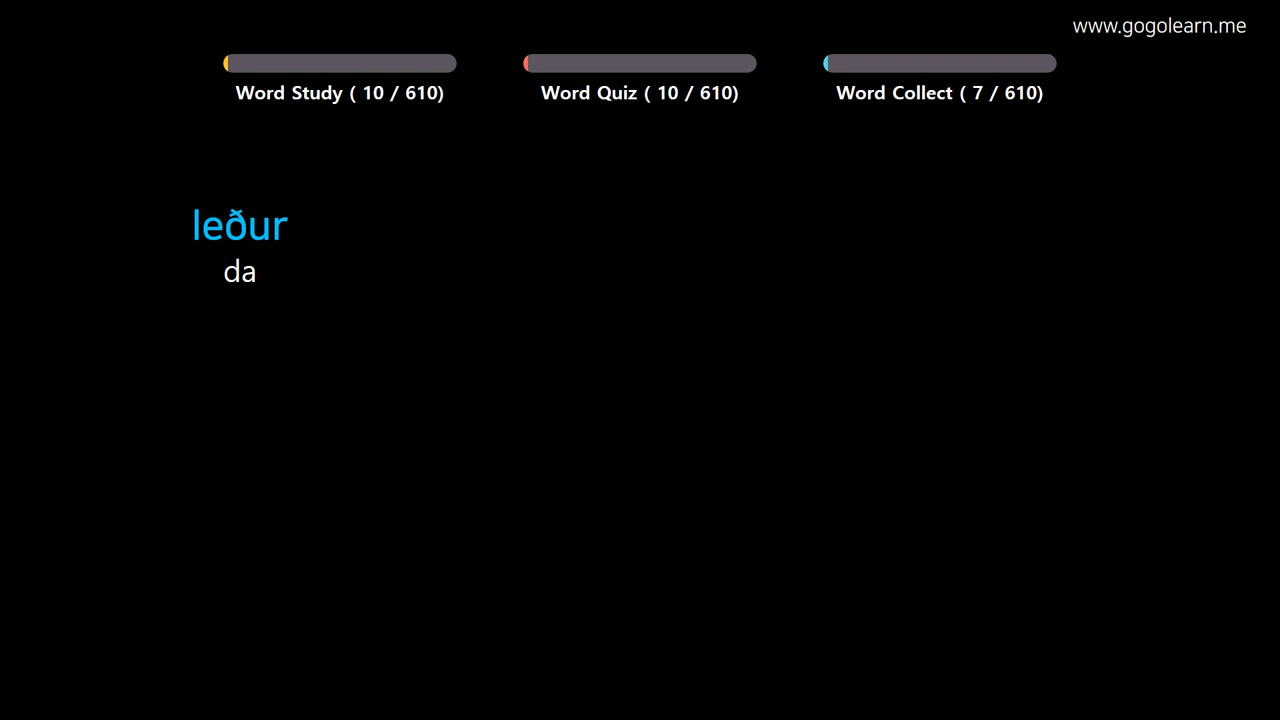 www.gogolearn.me
Word Study ( 10 / 610)
Word Quiz ( 10 / 610)
Word Collect ( 7 / 610)
leður
da